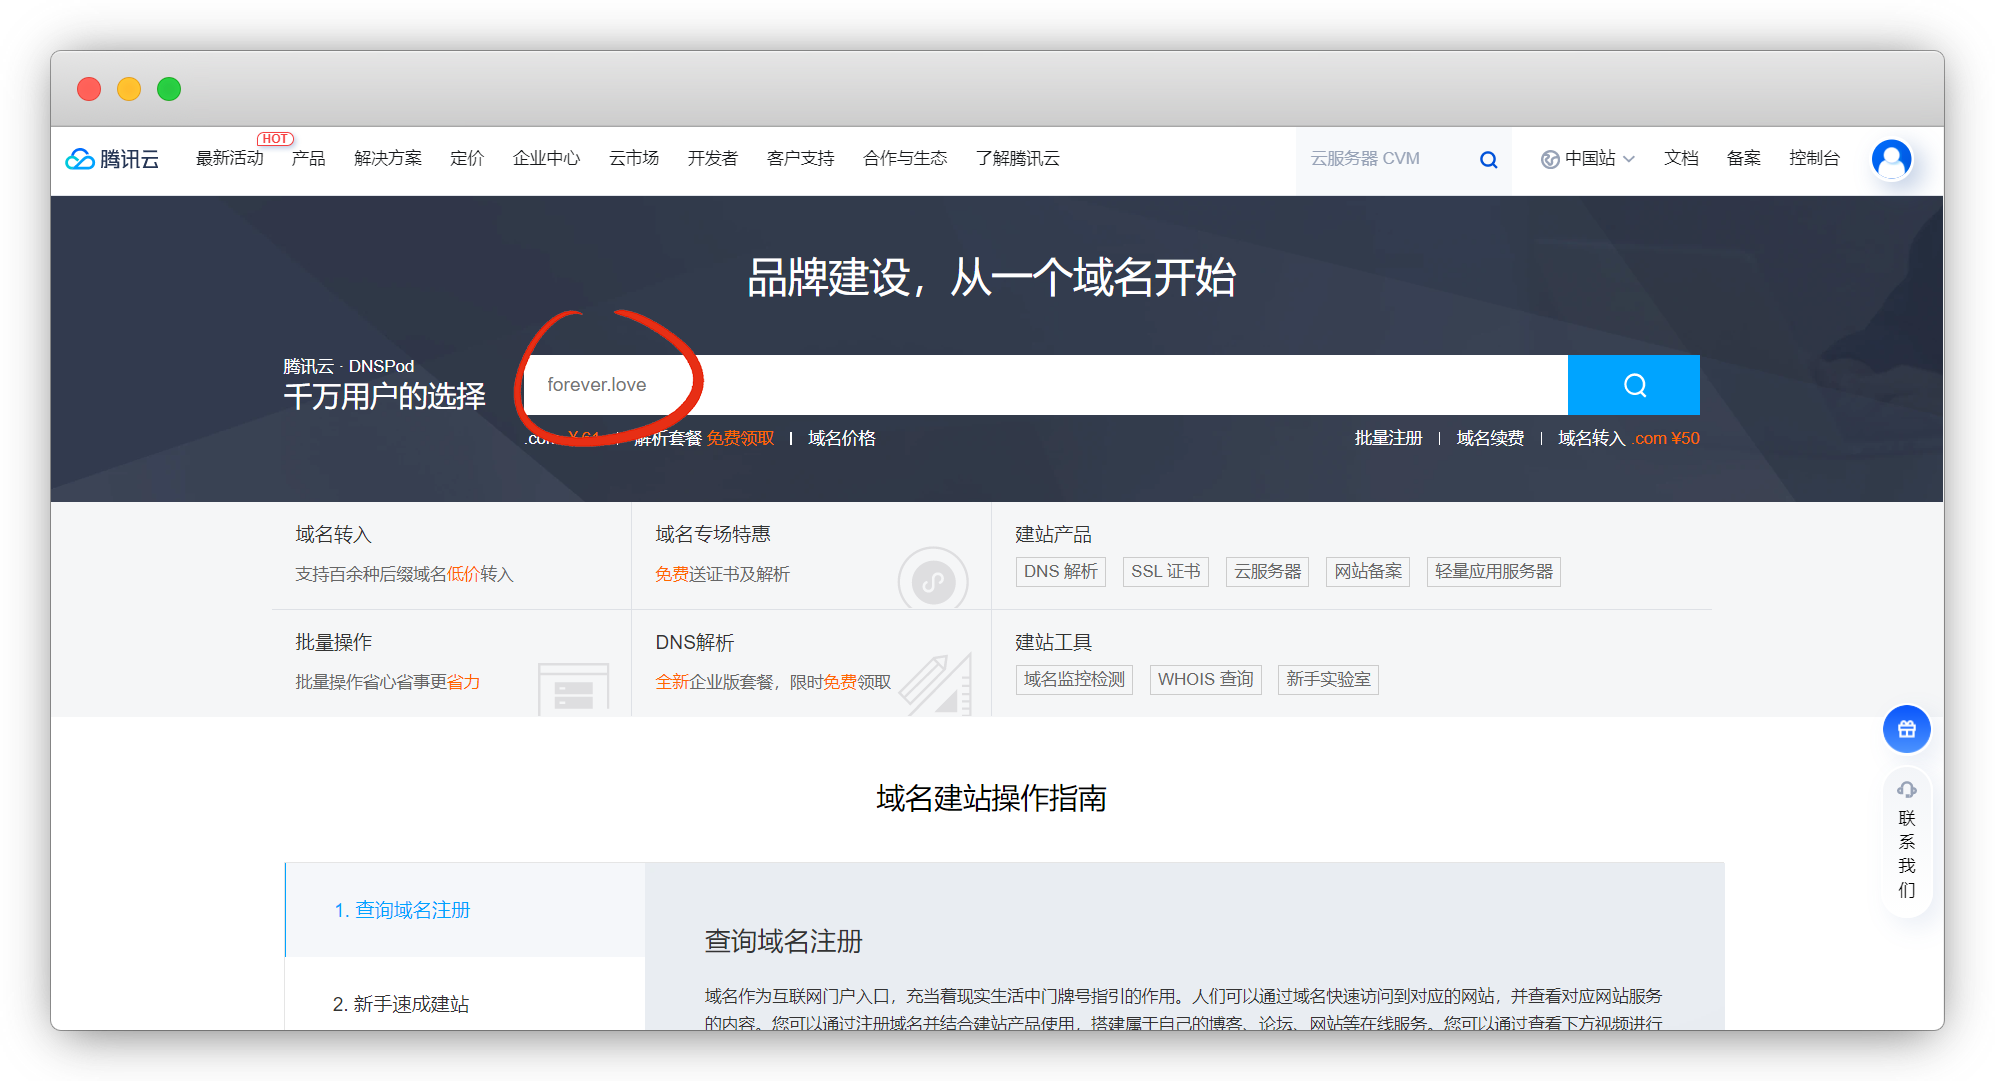 腾讯云
最新活动 HOT 产品 解决方案 定价 企业中心 云市场 开发者 客户支持 合作与生态 了解腾讯云
云服务器 CVM
中国站 文档 备案 控制台
品牌建设，从一个域名开始
腾讯云 · DNSPod
千万用户的选择
forever.love
解析套餐 免费领取 | 域名价格
批量注册 | 域名续费 | 域名转入 .com ¥50
域名转入
支持百余种后缀域名低价转入
域名专场特惠
免费送证书及解析
建站产品
DNS 解析 SSL 证书 云服务器 网站备案 轻量应用服务器
批量操作
批量操作省心省事更省力
DNS解析
全新企业版套餐，限时免费领取
建站工具
域名监控检测 WHOIS 查询 新手实验室
联系我们
域名建站操作指南
1. 查询域名注册
2. 新手速成建站
查询域名注册
域名作为互联网门户入口，充当着现实生活中门牌号指引的作用。人们可以通过域名快速访问到对应的网站，并查看对应网站服务
的内容。您可以通过注册域名并结合建站产品使用，搭建属于自己的博客、论坛、网站等在线服务。您可以通过查看下方视频进行